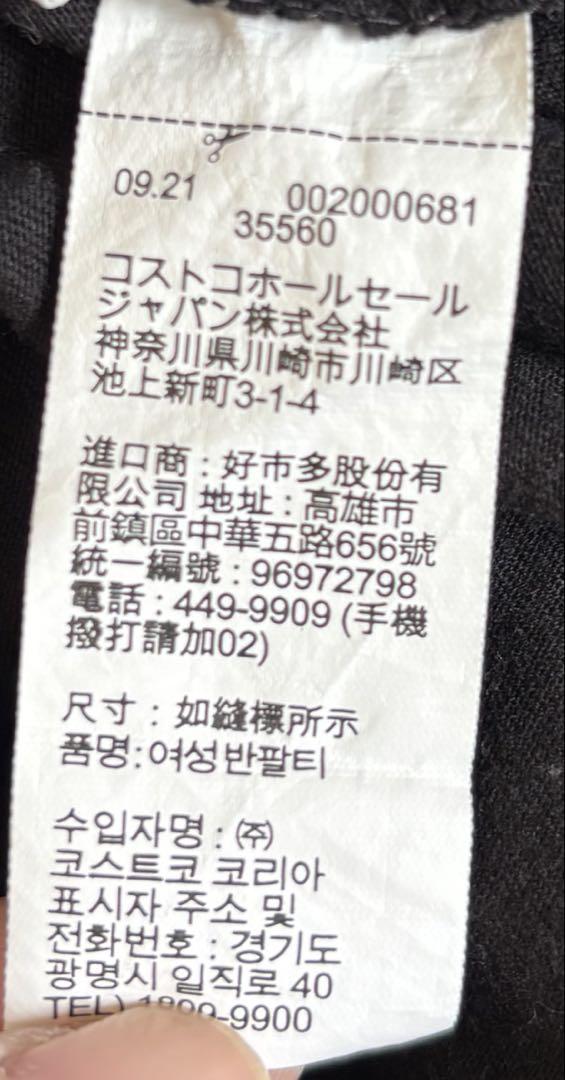 09.21 002000681
35560
コストコホールセール
ジャパン株式会社
神奈川県川崎市川崎区
池上新町3-1-4
進口商 : 好市多股份有
限公司 地址 : 高雄市
前鎮區中華五路656號
統一編號 : 96972798
電話 : 449-9909 (手機
撥打請加02)
尺寸 : 如縫標所示
품명: 여성반팔티
수입자명 : ㈜
코스트코 코리아
표시자 주소 및
전화번호 : 경기도
광명시 일직로 40
TEL) 1899-9900